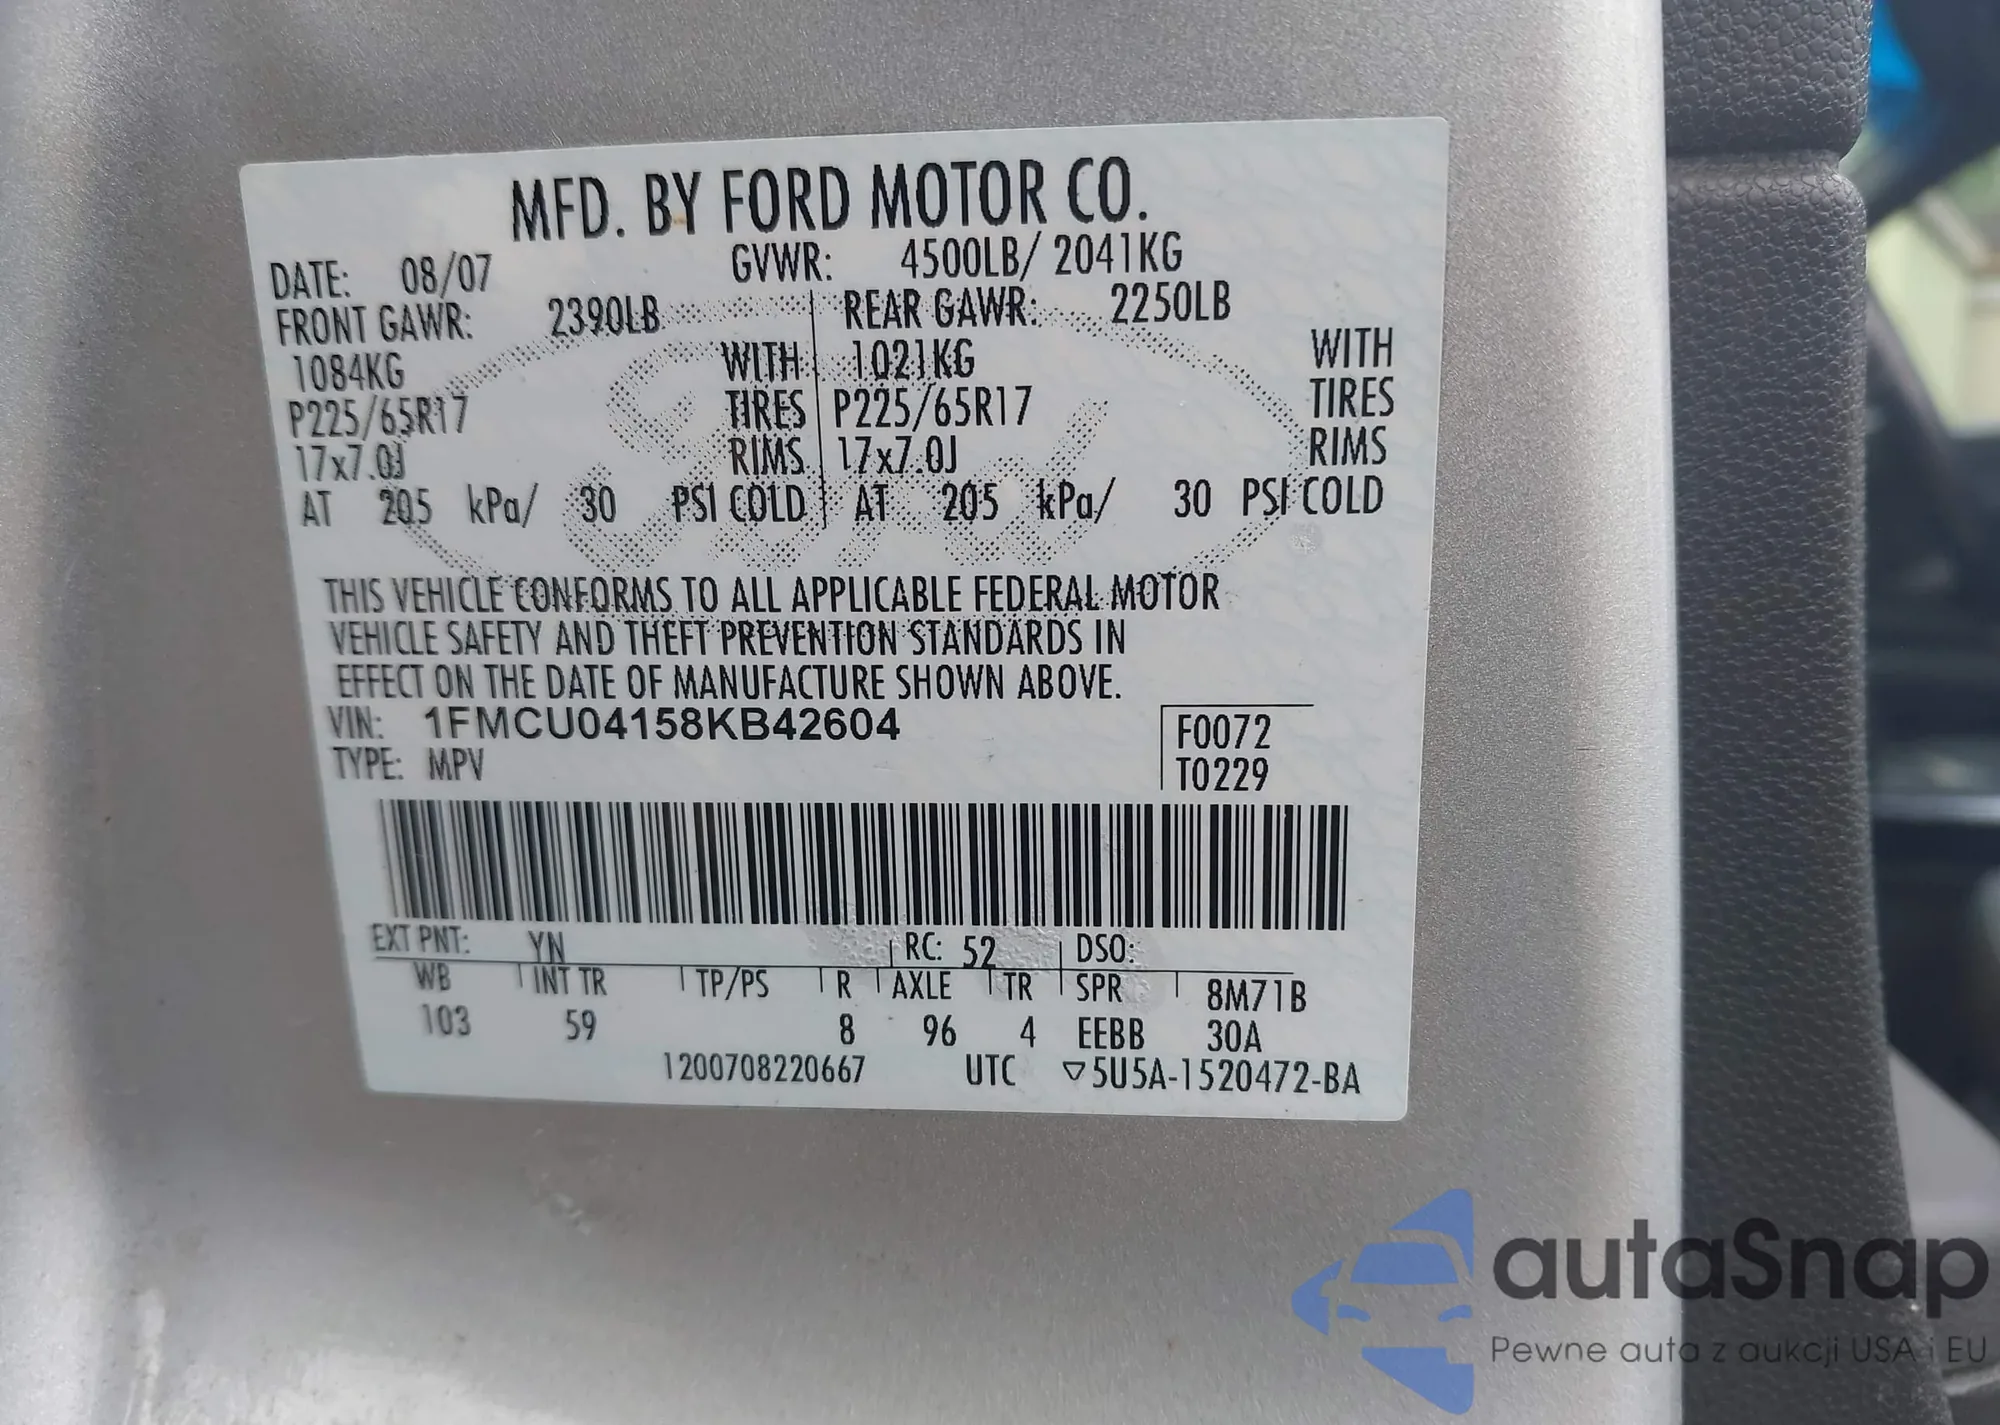 MFD. BY FORD MOTOR CO.
DATE: 08/07 GVWR: 4500LB/ 2041KG
FRONT GAWR: 2390LB REAR GAWR: 2250LB
1084KG WITH 1021KG WITH
P225/65R17 TIRES P225/65R17 TIRES
17x7.0J RIMS 17x7.0J RIMS
AT 205 kPa/ 30 PSI COLD AT 205 kPa/ 30 PSI COLD
Ford
THIS VEHICLE CONFORMS TO ALL APPLICABLE FEDERAL MOTOR
VEHICLE SAFETY AND THEFT PREVENTION STANDARDS IN
EFFECT ON THE DATE OF MANUFACTURE SHOWN ABOVE.
VIN: 1FMCU04158KB42604 F0072
TYPE: MPV T0229
EXT PNT: YN RC: 52 DSO:
WB INT TR TP/PS R AXLE TR SPR 8M71B
103 59 8 96 4 EEBB 30A
1200708220667 UTC ▽5U5A-1520472-BA
autaSnap
Pewne auta z aukcji USA i EU